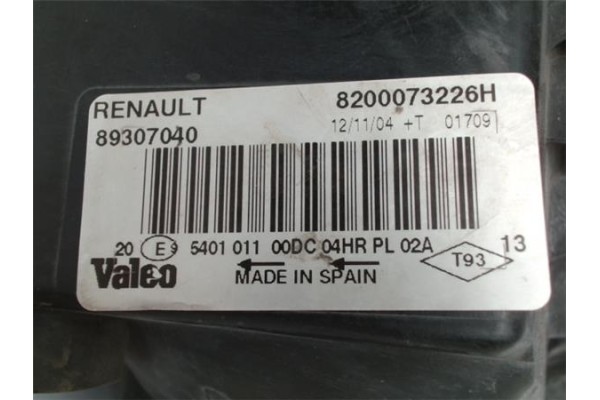 RENAULT 8200073226H
89307040 12/11/04 +T 01709
20 E9 5401 011 00DC 04HR PL 02A 13
Valeo MADE IN SPAIN T93